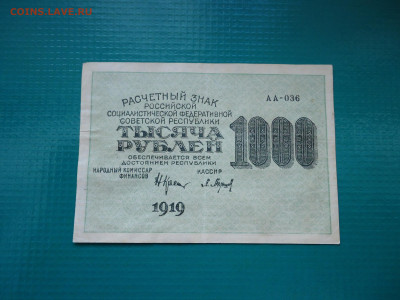 COINS.LAVE.RU
РАСЧЕТНЫЙ ЗНАК
РОССИЙСКОЙ
СОЦИАЛИСТИЧЕСКОЙ ФЕДЕРАТИВНОЙ
СОВЕТСКОЙ РЕСПУБЛИКИ
АА-036
ТЫСЯЧА
РУБЛЕЙ
1000
ОБЕСПЕЧИВАЕТСЯ ВСЕМ
ДОСТОЯНИЕМ РЕСПУБЛИКИ
НАРОДНЫЙ КОМИССАР
ФИНАНСОВ
КАССИР
1919